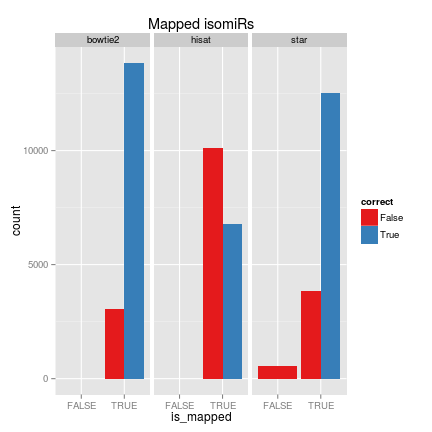 Mapped isomiRs
bowtie2 hisat star
10000
5000
0
count
FALSE TRUE FALSE TRUE FALSE TRUE
is_mapped
correct
False
True